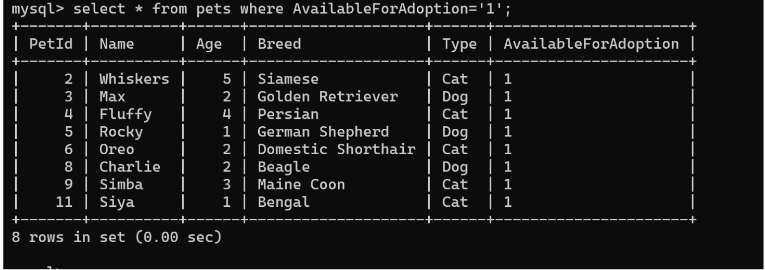 mysql> select * from pets where AvailableForAdoption='1';
+-------+----------+-----+--------------------+------+----------------------+
| PetId | Name     | Age | Breed              | Type | AvailableForAdoption |
+-------+----------+-----+--------------------+------+----------------------+
|     2 | Whiskers |   5 | Siamese            | Cat  | 1                    |
|     3 | Max      |   2 | Golden Retriever   | Dog  | 1                    |
|     4 | Fluffy   |   4 | Persian            | Cat  | 1                    |
|     5 | Rocky    |   1 | German Shepherd    | Dog  | 1                    |
|     6 | Oreo     |   2 | Domestic Shorthair | Cat  | 1                    |
|     8 | Charlie  |   2 | Beagle             | Dog  | 1                    |
|     9 | Simba    |   3 | Maine Coon         | Cat  | 1                    |
|    11 | Siya     |   1 | Bengal             | Cat  | 1                    |
+-------+----------+-----+--------------------+------+----------------------+
8 rows in set (0.00 sec)